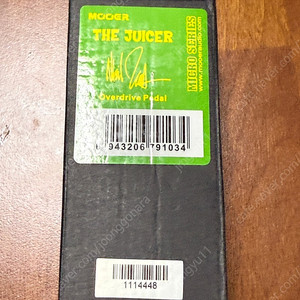 MOOER
THE JUICER
Overdrive Pedal
MICRO SERIES
www.mooeraudio.com
943206 791034
1114448